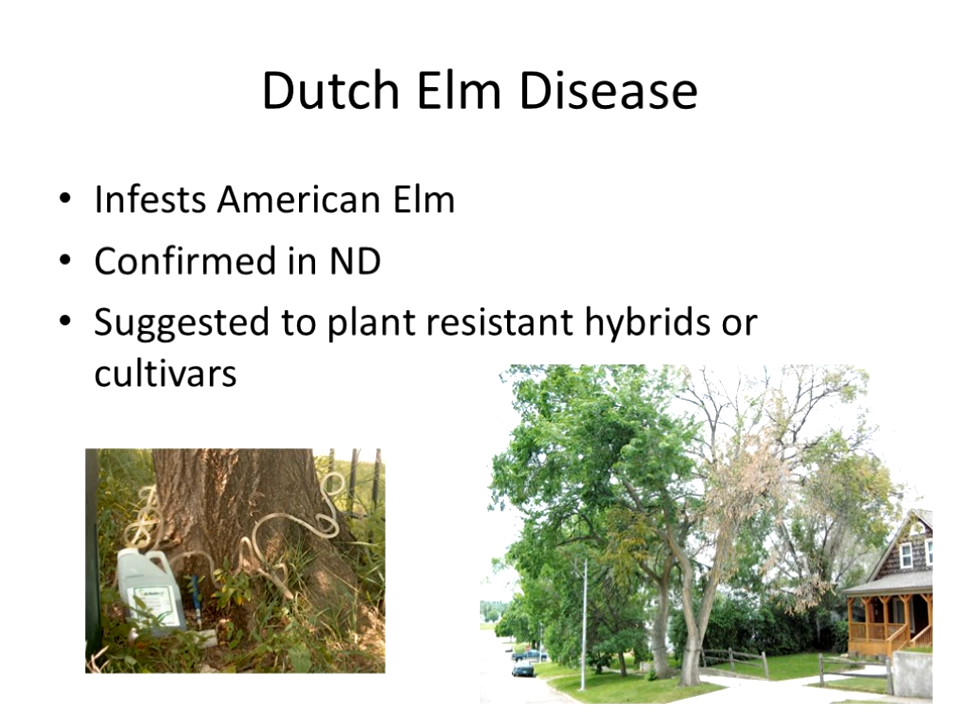 Dutch Elm Disease
• Infests American Elm
• Confirmed in ND
• Suggested to plant resistant hybrids or
cultivars